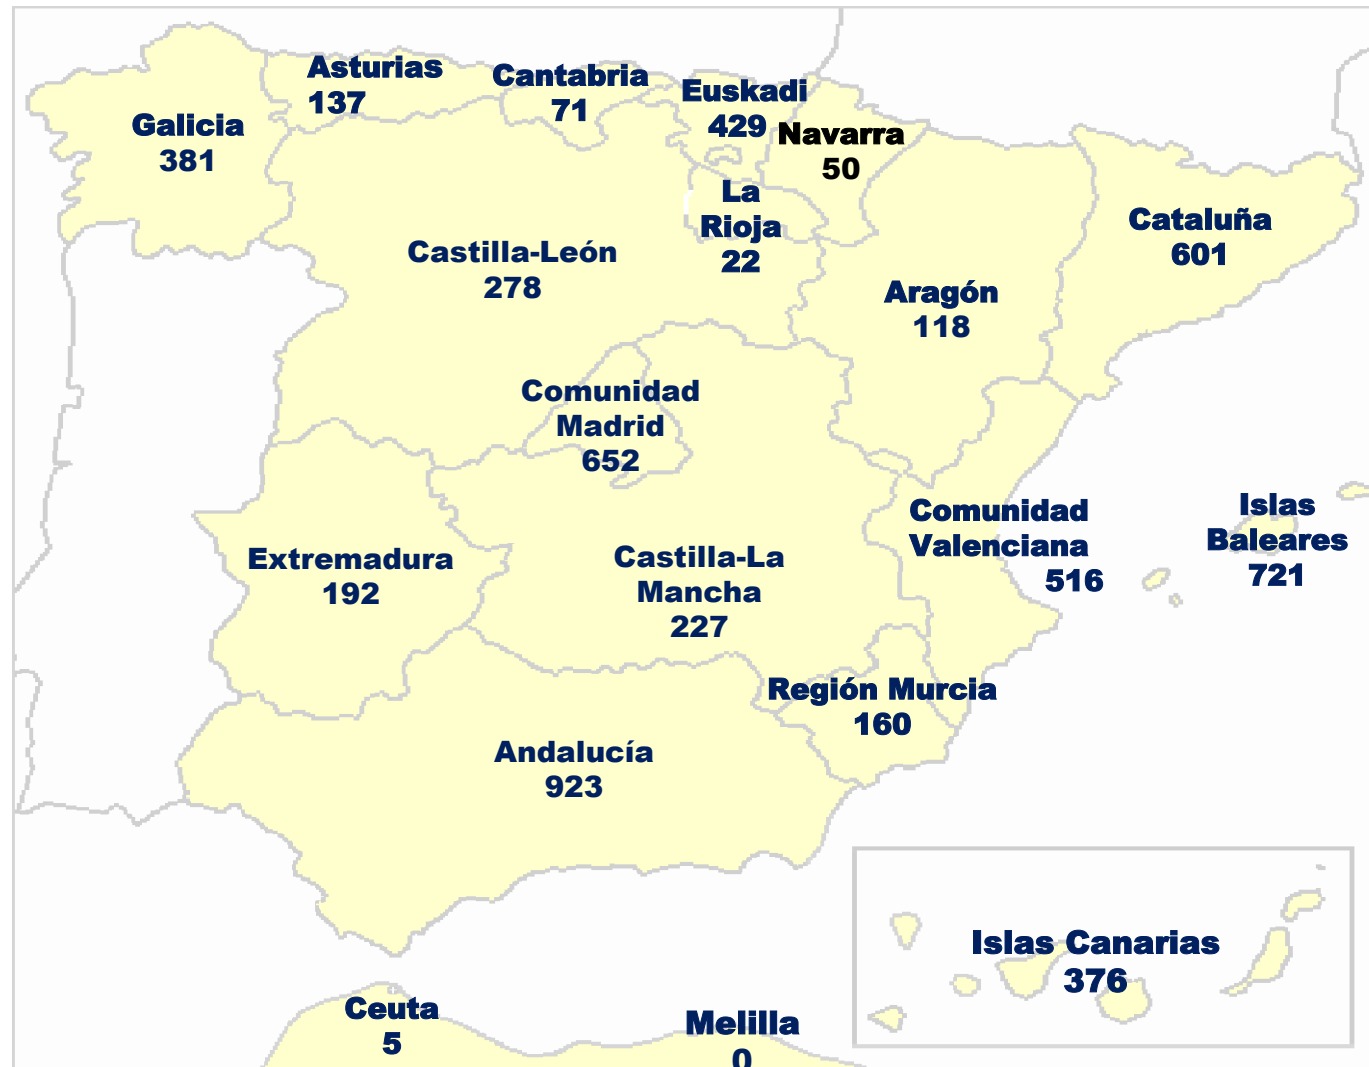 Asturias
137
Cantabria
71
Euskadi
429
Navarra
50
Galicia
381
La
Rioja
22
Castilla-León
278
Cataluña
601
Aragón
118
Comunidad
Madrid
652
Comunidad
Valenciana
516
Islas
Baleares
721
Extremadura
192
Castilla-La
Mancha
227
Región Murcia
160
Andalucía
923
Islas Canarias
376
Ceuta
5
Melilla
0